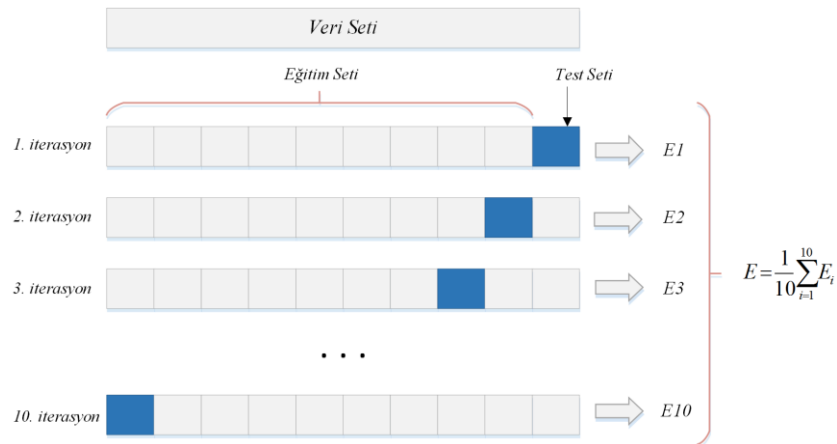 Veri Seti
Eğitim Seti
Test Seti
1. iterasyon
E1
2. iterasyon
E2
3. iterasyon
E3
E = 1/10 ∑_{i=1}^{10} E_i
. . .
10. iterasyon
E10